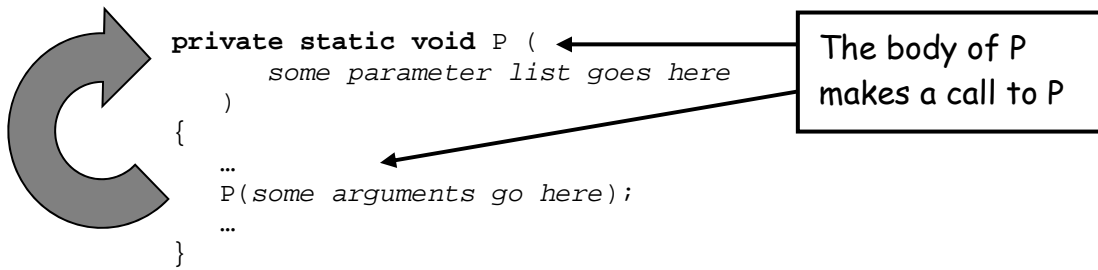 private static void P (
some parameter list goes here
)
{
…
P(some arguments go here);
…
}
The body of P
makes a call to P